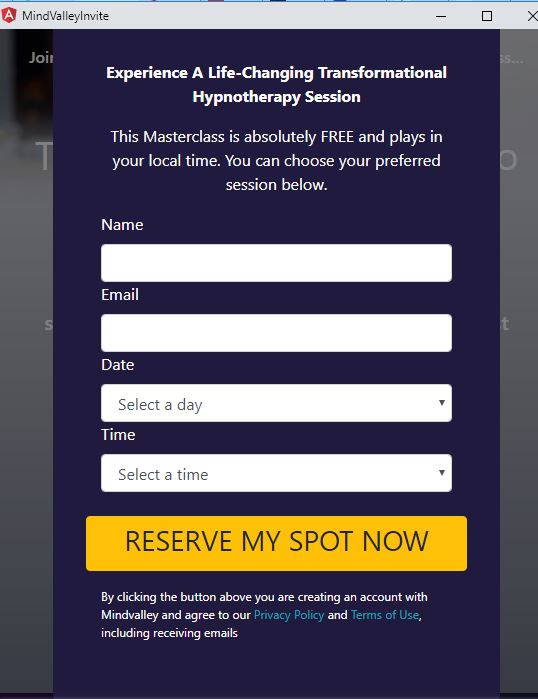 MindValleyInvite
Joir
ss...
Experience A Life-Changing Transformational
Hypnotherapy Session
This Masterclass is absolutely FREE and plays in
your local time. You can choose your preferred
session below.
T
o
Name
Email
s
st
Date
Select a day
Time
Select a time
RESERVE MY SPOT NOW
By clicking the button above you are creating an account with
Mindvalley and agree to our Privacy Policy and Terms of Use,
including receiving emails